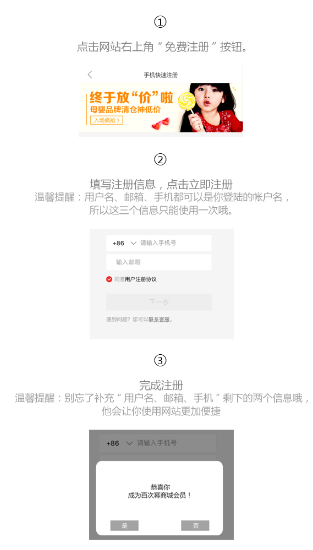 ①
点击网站右上角“免费注册”按钮。
手机快速注册
终于放“价”啦
母婴品牌清仓神低价
②
填写注册信息，点击立即注册
温馨提醒：用户名、邮箱、手机都可以是你登陆的帐户名，
所以这三个信息只能使用一次哦。
+86 请输入手机号
输入邮箱
同意用户注册协议
下一步
遇到问题？您可以联系客服。
③
完成注册
温馨提醒：别忘了补充“用户名、邮箱、手机”剩下的两个信息哦，
他会让你使用网站更加便捷
+86 请输入手机号
恭喜你
成为百次幕商城会员！
是 否